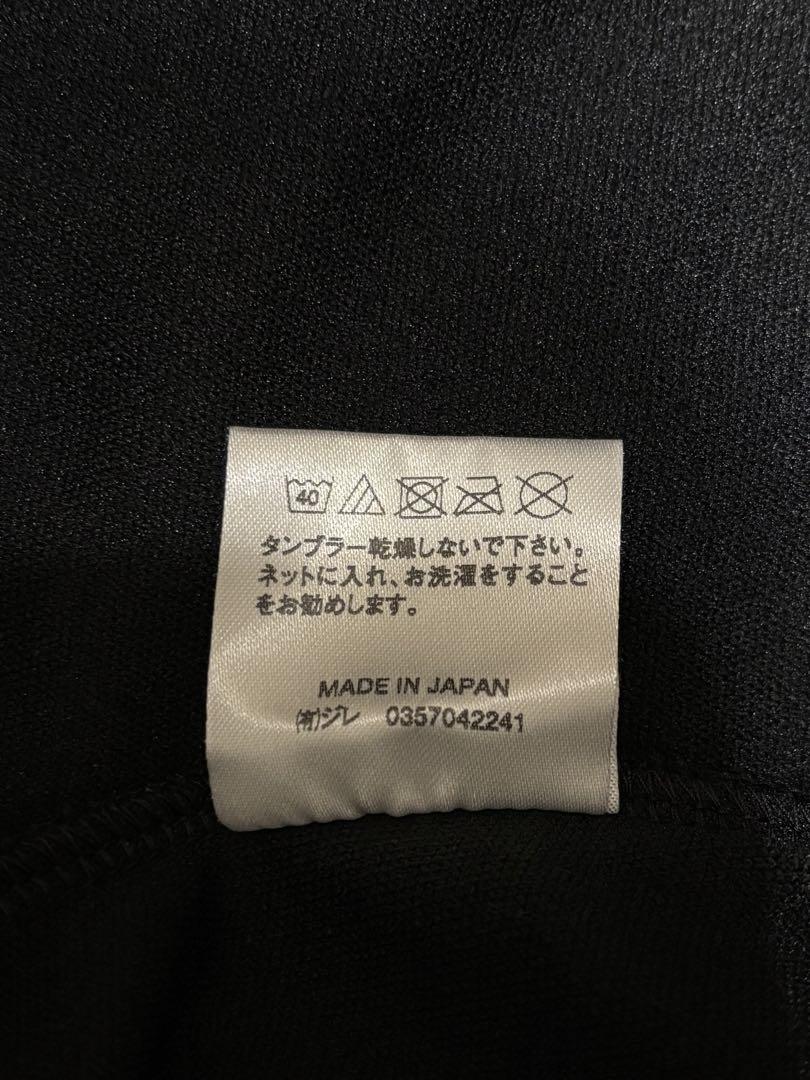 40
タンブラー乾燥しないで下さい。
ネットに入れ、お洗濯をすること
をお勧めします。
MADE IN JAPAN
(有)ジレ 0357042241